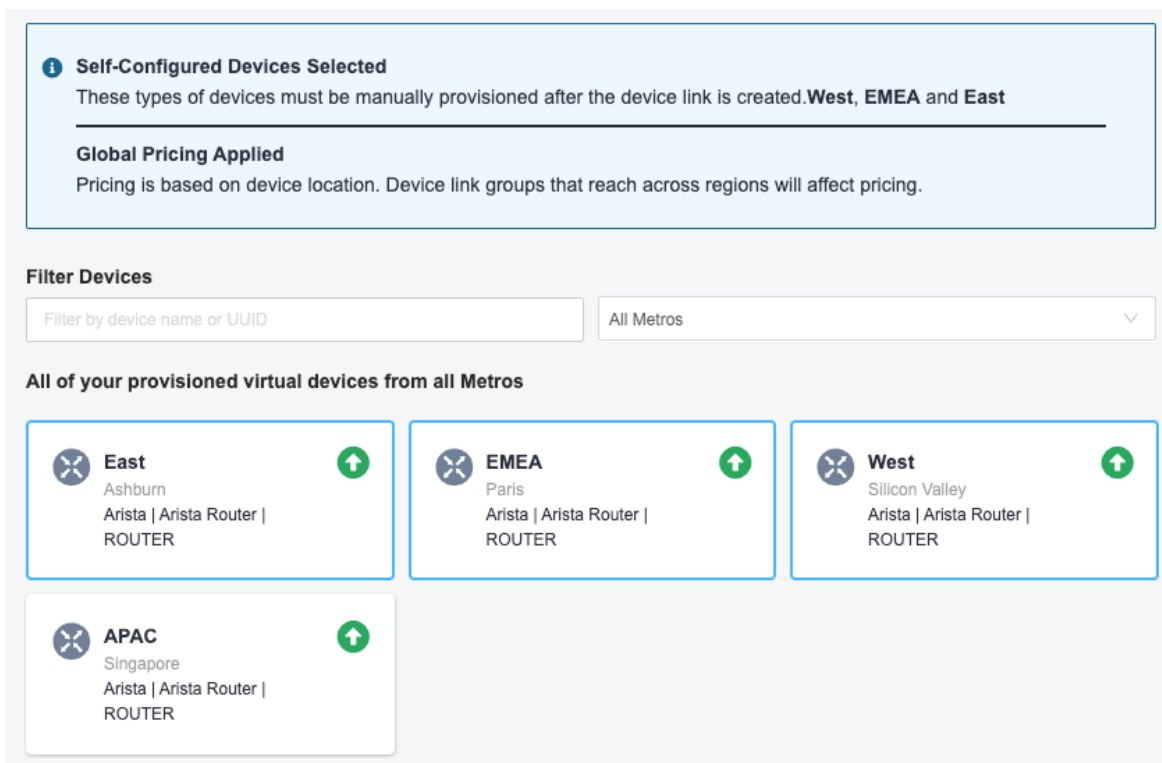 Self-Configured Devices Selected
These types of devices must be manually provisioned after the device link is created.West, EMEA and East
Global Pricing Applied
Pricing is based on device location. Device link groups that reach across regions will affect pricing.
Filter Devices
Filter by device name or UUID
All Metros
All of your provisioned virtual devices from all Metros
East
Ashburn
Arista | Arista Router |
ROUTER
EMEA
Paris
Arista | Arista Router |
ROUTER
West
Silicon Valley
Arista | Arista Router |
ROUTER
APAC
Singapore
Arista | Arista Router |
ROUTER